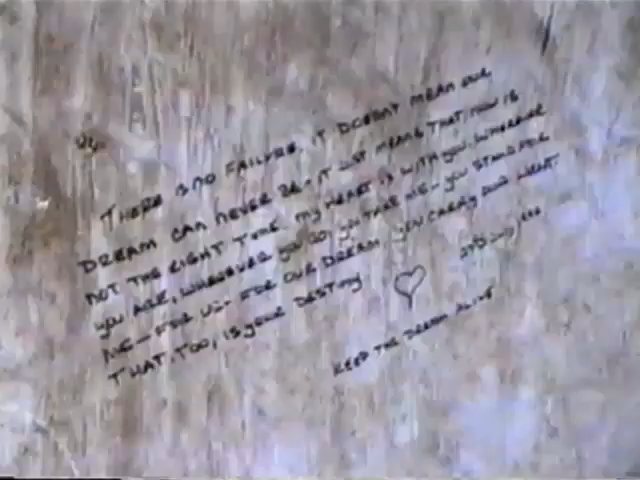 THERE IS NO FAILURE. IT DOESN'T MEAN OUR
DREAM CAN NEVER BE - IT JUST MEANS THAT NOW IS
NOT THE RIGHT TIME. MY HEART IS WITH YOU. WHEREVER
YOU ARE, WHEREVER YOU GO, YOU TAKE ME - YOU STAND FOR
ME - FOR US - FOR OUR DREAM. YOU CARRY OUR HEART
THAT, TOO, IS YOUR DESTINY
KEEP THE DREAM ALIVE